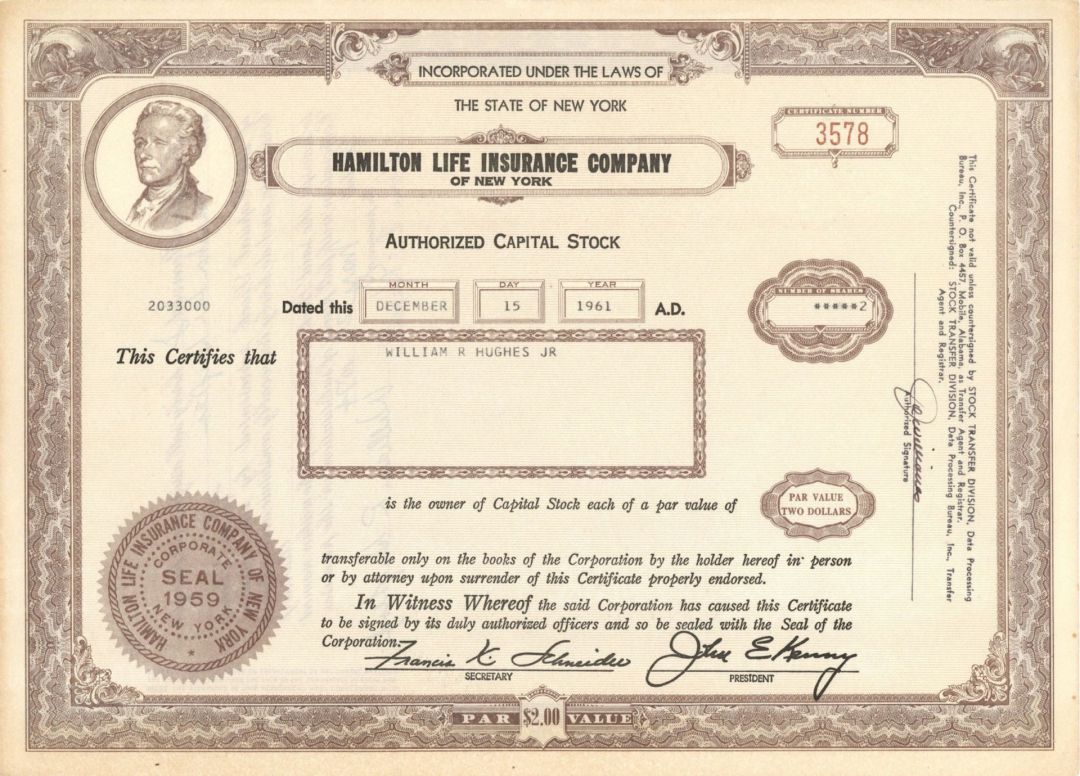 INCORPORATED UNDER THE LAWS OF
THE STATE OF NEW YORK
CERTIFICATE NUMBER
3578
HAMILTON LIFE INSURANCE COMPANY
OF NEW YORK
AUTHORIZED CAPITAL STOCK
2033000
Dated this
MONTH
DECEMBER
DAY
15
YEAR
1961
A.D.
NUMBER OF SHARES
*****2
This Certifies that
WILLIAM R HUGHES JR
is the owner of Capital Stock each of a par value of
PAR VALUE
TWO DOLLARS
transferable only on the books of the Corporation by the holder hereof in person
or by attorney upon surrender of this Certificate properly endorsed.
In Witness Whereof the said Corporation has caused this Certificate
to be signed by its duly authorized officers and so be sealed with the Seal of the
Corporation.
Francis X. Schneider
SECRETARY
John E Kenny
PRESIDENT
HAMILTON LIFE INSURANCE COMPANY OF NEW YORK
CORPORATE
SEAL
1959
NEW YORK
PAR $2.00 VALUE
This Certificate not valid unless countersigned by STOCK TRANSFER DIVISION, Data Processing
Bureau, Inc., P. O. Box 4457, Mobile, Alabama, as Transfer Agent and Registrar.
Countersigned: STOCK TRANSFER DIVISION, Data Processing Bureau, Inc., Transfer
Agent and Registrar.
Authorized Signature